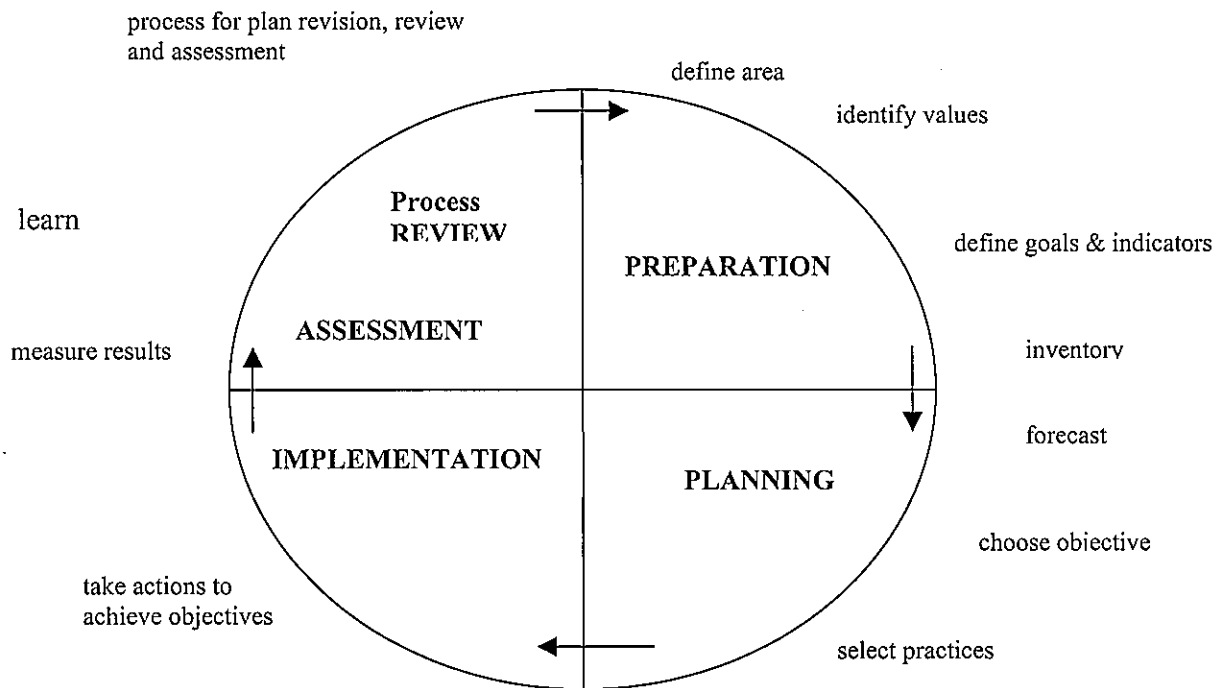 process for plan revision, review
and assessment
define area
identify values
Process
REVIEW
learn
define goals & indicators
PREPARATION
ASSESSMENT
measure results
inventory
forecast
IMPLEMENTATION
PLANNING
choose objective
take actions to
achieve objectives
select practices